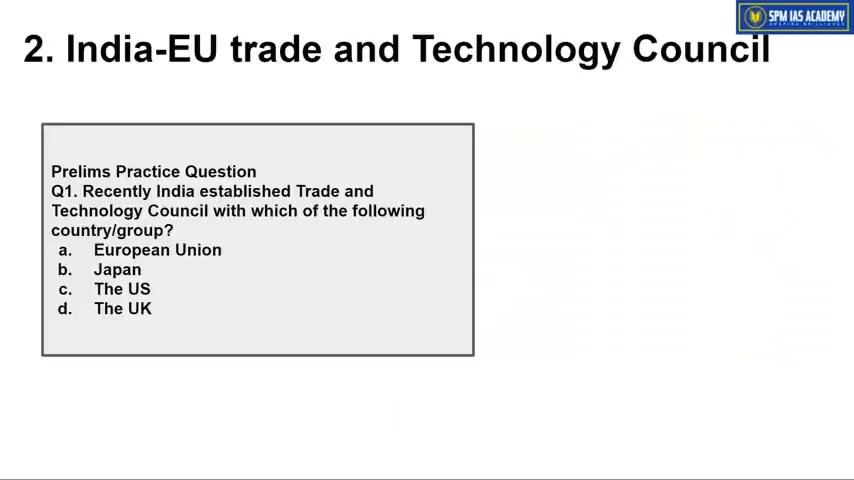 SPM IAS ACADEMY
2. India-EU trade and Technology Council
Prelims Practice Question
Q1. Recently India established Trade and
Technology Council with which of the following
country/group?
a. European Union
b. Japan
c. The US
d. The UK